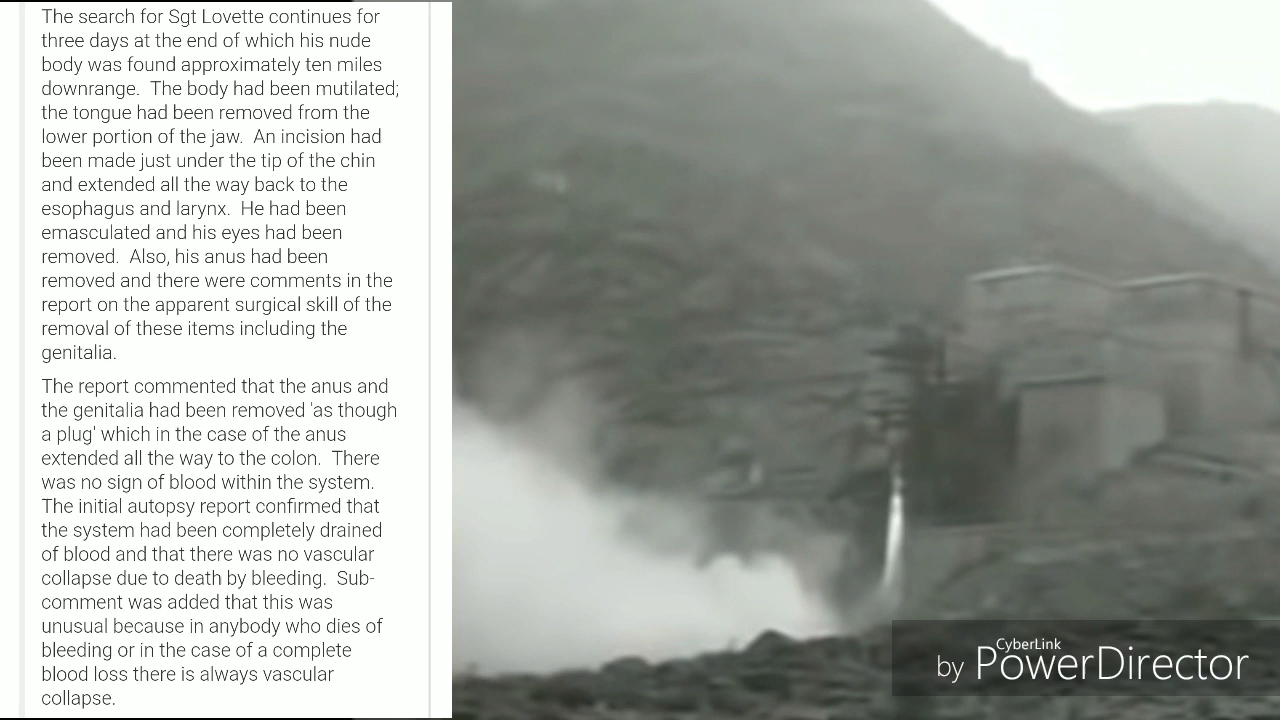 The search for Sgt Lovette continues for
three days at the end of which his nude
body was found approximately ten miles
downrange.  The body had been mutilated;
the tongue had been removed from the
lower portion of the jaw.  An incision had
been made just under the tip of the chin
and extended all the way back to the
esophagus and larynx.  He had been
emasculated and his eyes had been
removed.  Also, his anus had been
removed and there were comments in the
report on the apparent surgical skill of the
removal of these items including the
genitalia.
The report commented that the anus and
the genitalia had been removed 'as though
a plug' which in the case of the anus
extended all the way to the colon.  There
was no sign of blood within the system.
The initial autopsy report confirmed that
the system had been completely drained
of blood and that there was no vascular
collapse due to death by bleeding.  Sub-
comment was added that this was
unusual because in anybody who dies of
bleeding or in the case of a complete
blood loss there is always vascular
collapse.
CyberLink
by PowerDirector